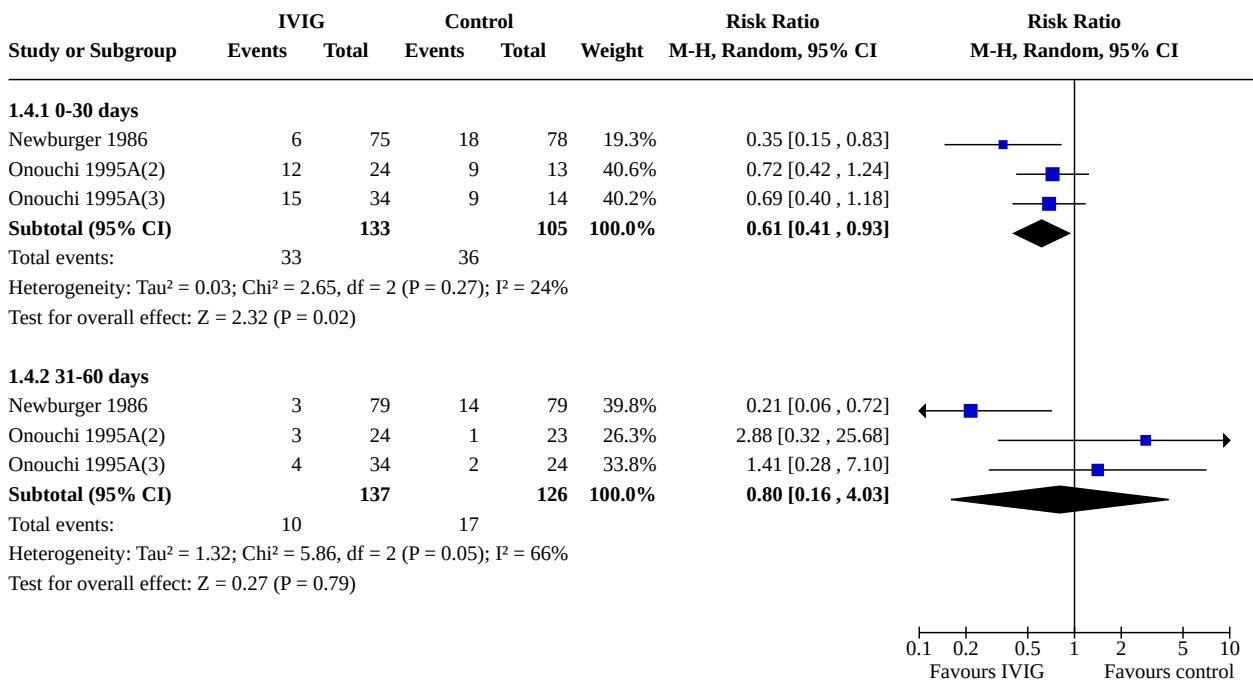 IVIG Control Risk Ratio Risk Ratio
Study or Subgroup Events Total Events Total Weight M-H, Random, 95% CI M-H, Random, 95% CI
1.4.1 0-30 days
Newburger 1986 6 75 18 78 19.3% 0.35 [0.15 , 0.83]
Onouchi 1995A(2) 12 24 9 13 40.6% 0.72 [0.42 , 1.24]
Onouchi 1995A(3) 15 34 9 14 40.2% 0.69 [0.40 , 1.18]
Subtotal (95% CI) 133 105 100.0% 0.61 [0.41 , 0.93]
Total events: 33 36
Heterogeneity: Tau² = 0.03; Chi² = 2.65, df = 2 (P = 0.27); I² = 24%
Test for overall effect: Z = 2.32 (P = 0.02)
1.4.2 31-60 days
Newburger 1986 3 79 14 79 39.8% 0.21 [0.06 , 0.72]
Onouchi 1995A(2) 3 24 1 23 26.3% 2.88 [0.32 , 25.68]
Onouchi 1995A(3) 4 34 2 24 33.8% 1.41 [0.28 , 7.10]
Subtotal (95% CI) 137 126 100.0% 0.80 [0.16 , 4.03]
Total events: 10 17
Heterogeneity: Tau² = 1.32; Chi² = 5.86, df = 2 (P = 0.05); I² = 66%
Test for overall effect: Z = 0.27 (P = 0.79)
0.1 0.2 0.5 1 2 5 10
Favours IVIG Favours control